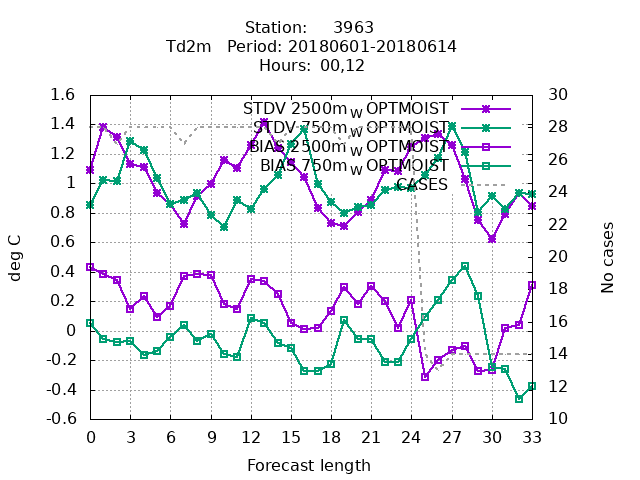 Station: 3963
Td2m Period: 20180601-20180614
Hours: 00,12
STDV 2500m_W OPTMOIST
STDV 750m_W OPTMOIST
BIAS 2500m_W OPTMOIST
BIAS 750m_W OPTMOIST
CASES
deg C
1.6
1.4
1.2
1
0.8
0.6
0.4
0.2
0
-0.2
-0.4
-0.6
No cases
30
28
26
24
22
20
18
16
14
12
10
0 3 6 9 12 15 18 21 24 27 30 33
Forecast length